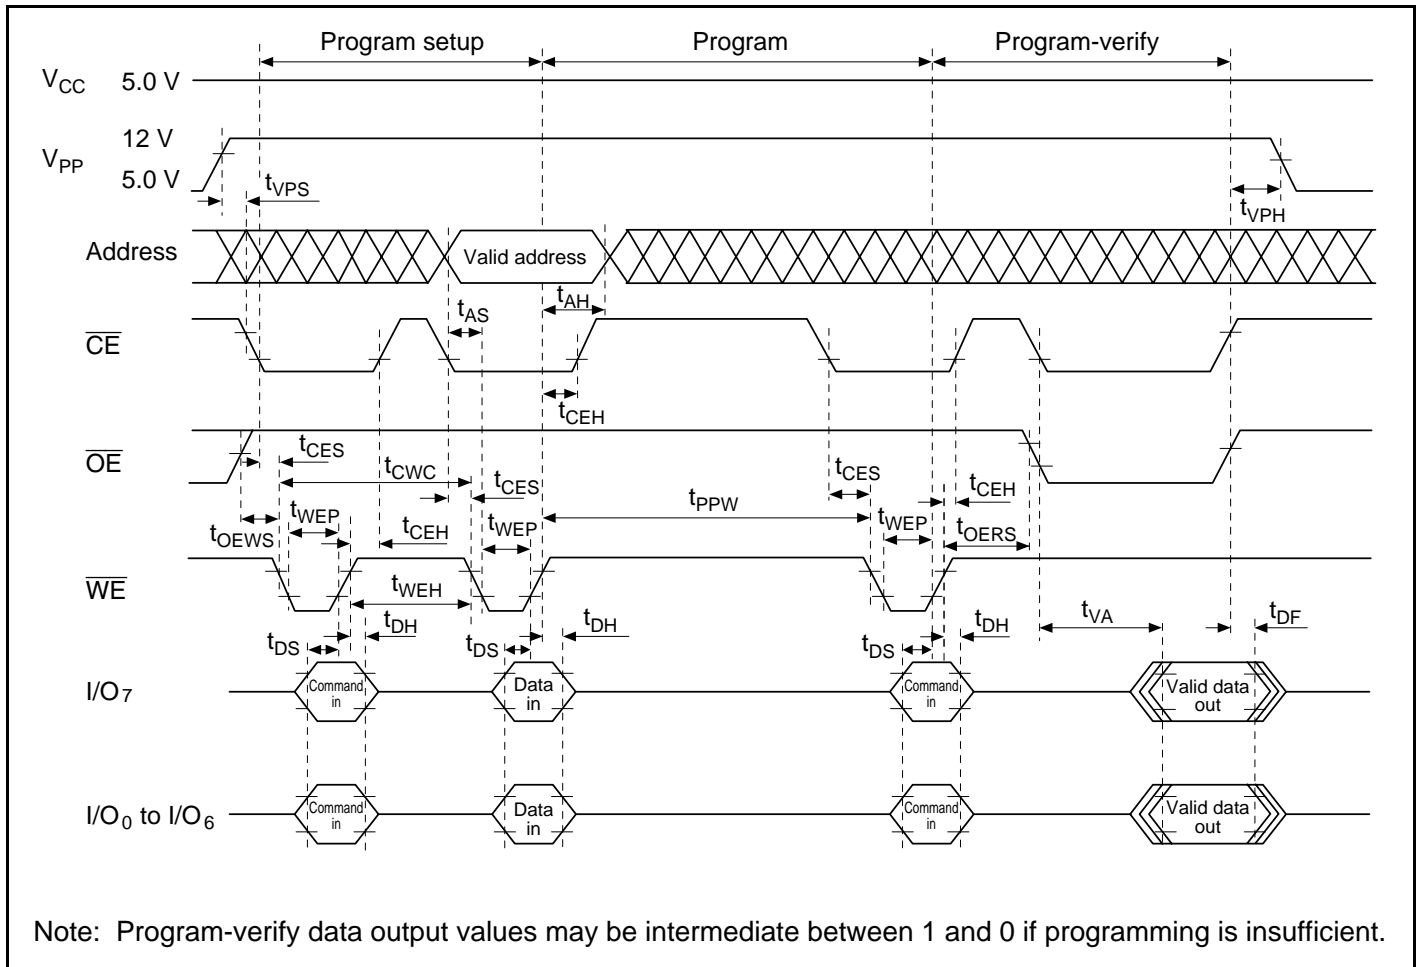 Program setup Program Program-verify
VCC 5.0 V
12 V
VPP
5.0 V
tVPS
tVPH
Address Valid address
tAS tAH
CE
tCEH
OE
tCES tCWC tCES tCES
tPPW tCEH
tWEP tWEP tWEP
tOEWS tCEH tOERS
WE
tWEH
tVA
tDH tDH tDH tDF
tDS tDS tDS
I/O7 Command in Data in Command in Valid data out
I/O0 to I/O6 Command in Data in Command in Valid data out
Note: Program-verify data output values may be intermediate between 1 and 0 if programming is insufficient.